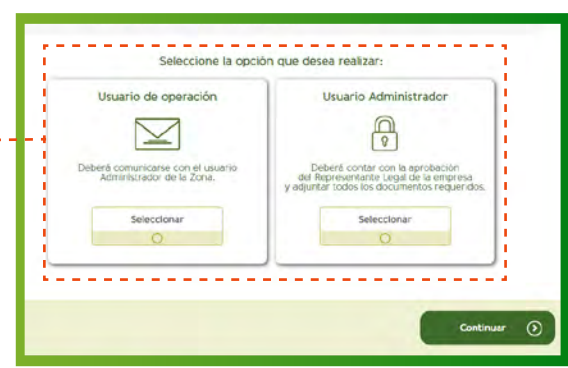 Seleccione la opción que desea realizar:
Usuario de operación
Deberá comunicarse con el usuario
Administrador de la Zona.
Seleccionar
Usuario Administrador
Deberá contar con la aprobación
del Representante Legal de la empresa
y adjuntar todos los documentos requeridos.
Seleccionar
Continuar